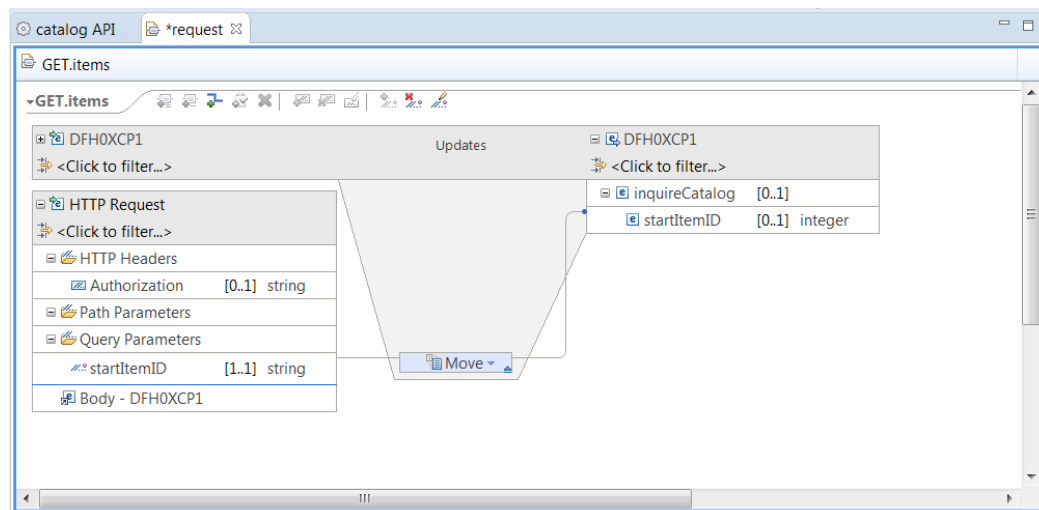 catalog API
*request
GET.items
GET.items
DFH0XCP1
<Click to filter...>
Updates
DFH0XCP1
<Click to filter...>
inquireCatalog [0..1]
startItemID [0..1] integer
HTTP Request
<Click to filter...>
HTTP Headers
Authorization [0..1] string
Path Parameters
Query Parameters
startItemID [1..1] string
Move
Body - DFH0XCP1